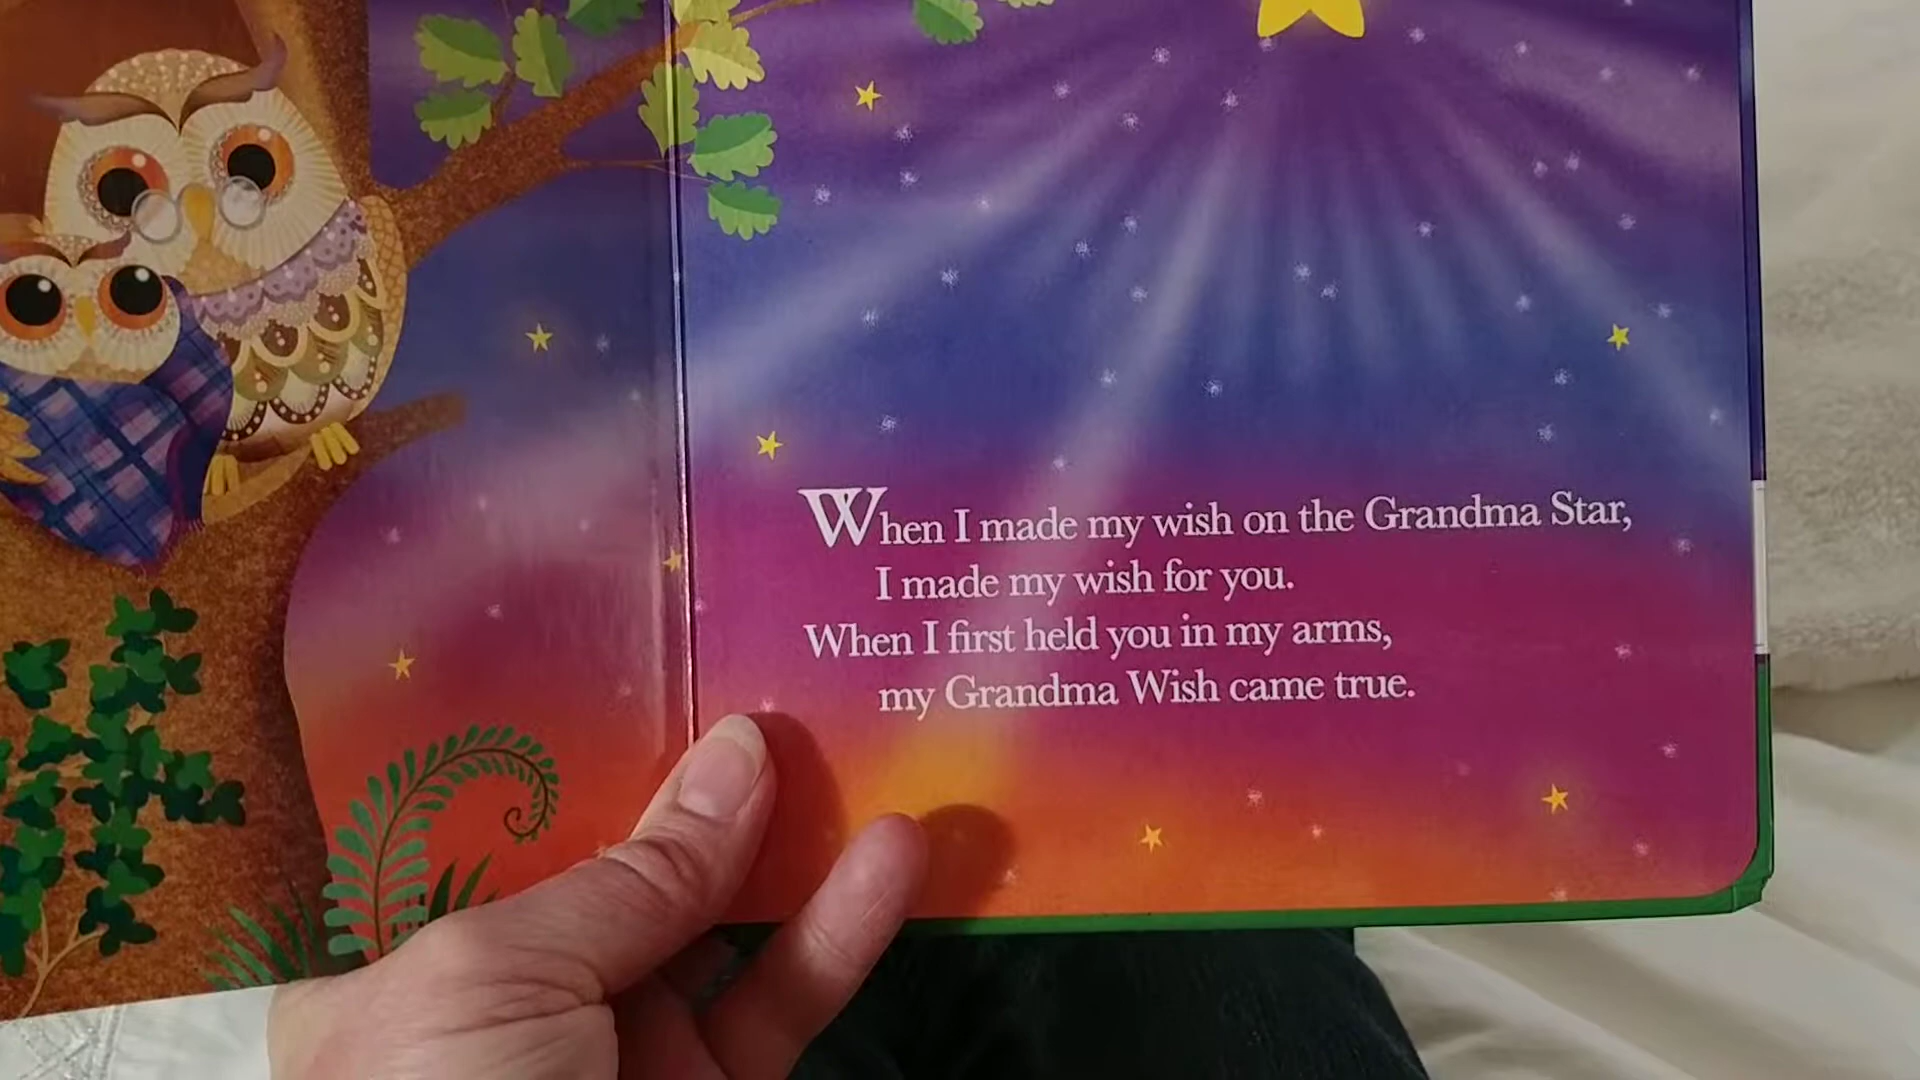 When I made my wish on the Grandma Star,
I made my wish for you.
When I first held you in my arms,
my Grandma Wish came true.